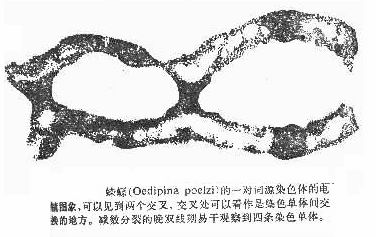 蝾螈(Oedipina poelzi)的一对同源染色体的电
镜图象,可以见到两个交叉,交叉处可以看作是染色单体间交
换的地方。减数分裂的晚双线期易于观察到四条染色单体。